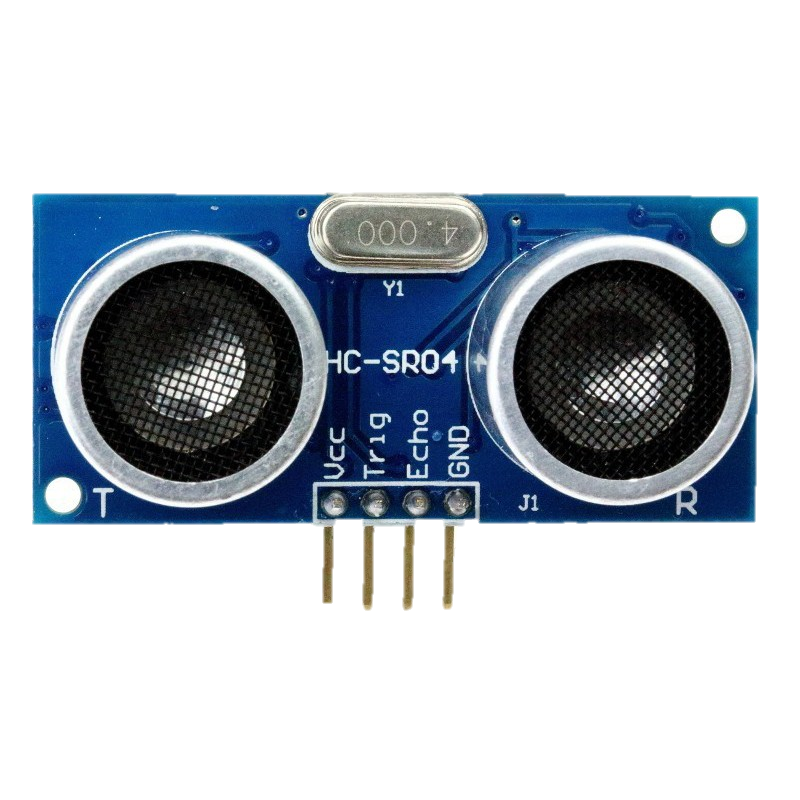 4.000
Y1
HC-SR04
Vcc
Trig
Echo
GND
T
J1
R